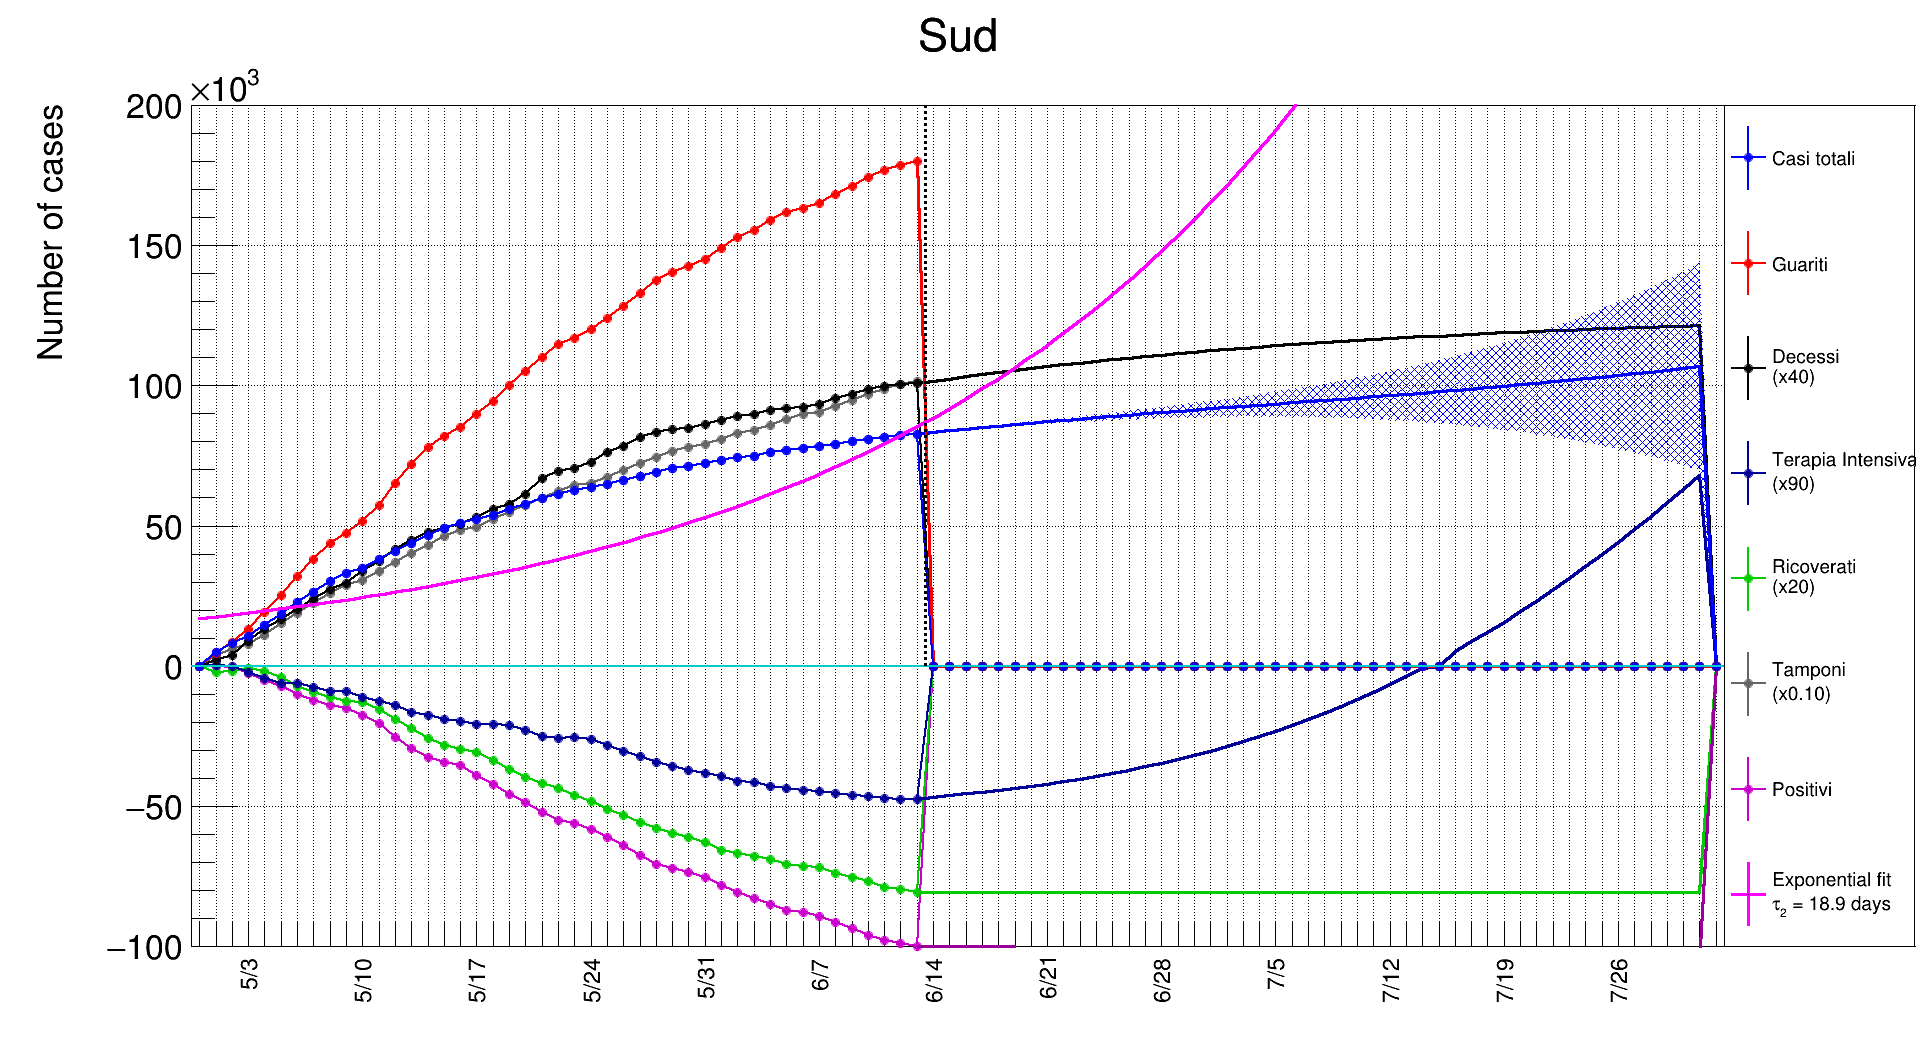 Sud
×10³
Number of cases
200
150
100
50
0
−50
−100
5/3
5/10
5/17
5/24
5/31
6/7
6/14
6/21
6/28
7/5
7/12
7/19
7/26
Casi totali
Guariti
Decessi
(x40)
Terapia Intensiva
(x90)
Ricoverati
(x20)
Tamponi
(x0.10)
Positivi
Exponential fit
τ₂ = 18.9 days